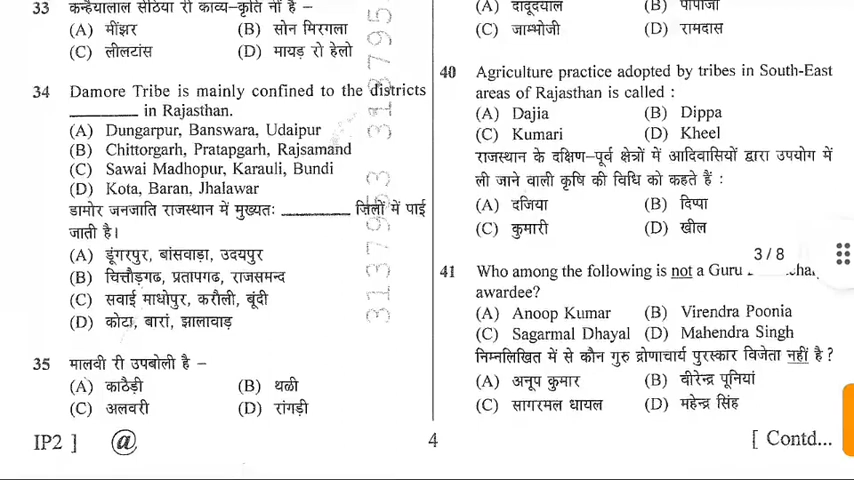 33 कन्हैयालाल सेठिया री काव्य-कृति नीं है –
(A) मींझर (B) सोन मिरगला
(C) लीलटांस (D) मायड़ रो हेलो
34 Damore Tribe is mainly confined to the districts
________ in Rajasthan.
(A) Dungarpur, Banswara, Udaipur
(B) Chittorgarh, Pratapgarh, Rajsamand
(C) Sawai Madhopur, Karauli, Bundi
(D) Kota, Baran, Jhalawar
डामोर जनजाति राजस्थान में मुख्यतः ________ जिलों में पाई
जाती है।
(A) डूंगरपुर, बांसवाड़ा, उदयपुर
(B) चित्तौड़गढ, प्रतापगढ, राजसमन्द
(C) सवाई माधोपुर, करौली, बूंदी
(D) कोटा, बारां, झालावाड़
35 मालवी री उपबोली है –
(A) काठैड़ी (B) थळी
(C) अलवरी (D) रांगड़ी
IP2 ] @
3137953 313795
(A) दादूदयाल (B) पीपाजी
(C) जाम्भोजी (D) रामदास
40 Agriculture practice adopted by tribes in South-East
areas of Rajasthan is called :
(A) Dajia (B) Dippa
(C) Kumari (D) Kheel
राजस्थान के दक्षिण-पूर्व क्षेत्रों में आदिवासियों द्वारा उपयोग में
ली जाने वाली कृषि की विधि को कहते हैं :
(A) दजिया (B) दिप्पा
(C) कुमारी (D) खील
3/8
41 Who among the following is not a Guru
awardee?
(A) Anoop Kumar (B) Virendra Poonia
(C) Sagarmal Dhayal (D) Mahendra Singh
निम्नलिखित में से कौन गुरु द्रोणाचार्य पुरस्कार विजेता नहीं है ?
(A) अनूप कुमार (B) वीरेन्द्र पूनियां
(C) सागरमल धायल (D) महेन्द्र सिंह
4
[ Contd...